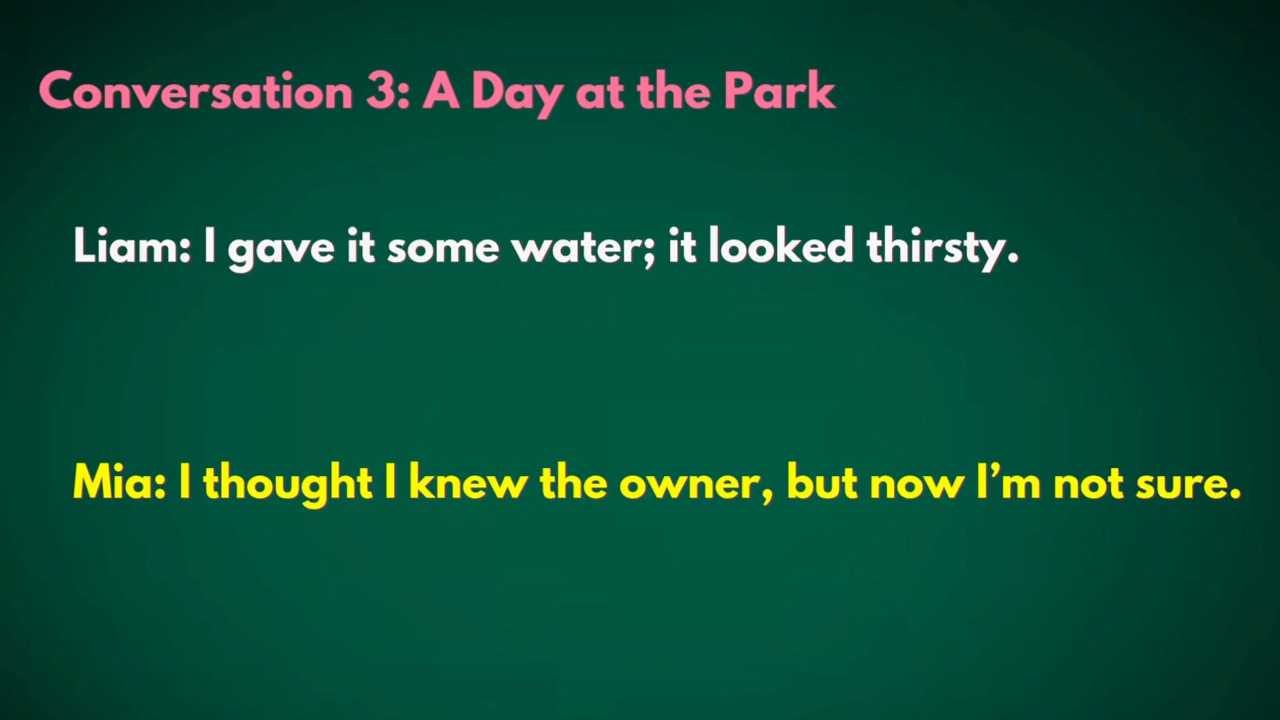 Conversation 3: A Day at the Park
Liam: I gave it some water; it looked thirsty.
Mia: I thought I knew the owner, but now I’m not sure.